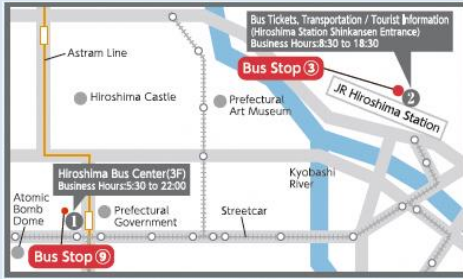 Bus Tickets, Transportation / Tourist Information
(Hiroshima Station Shinkansen Entrance)
Business Hours:8:30 to 18:30
Astram Line
Bus Stop ③
2
JR Hiroshima Station
Hiroshima Castle
Prefectural
Art Museum
Hiroshima Bus Center(3F)
Business Hours:5:30 to 22:00
Kyobashi
River
Atomic
Bomb
Dome
1
Prefectural
Government
Streetcar
Bus Stop ⑨